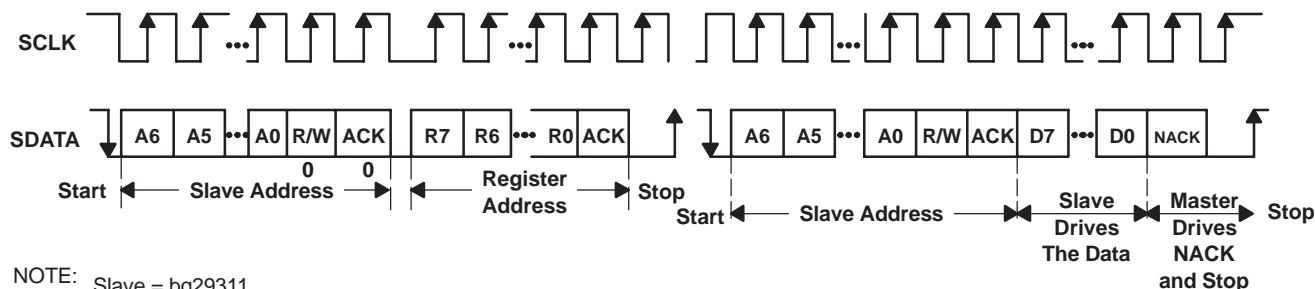 SCLK
SDATA A6 A5 A0 R/W ACK R7 R6 R0 ACK A6 A5 A0 R/W ACK D7 D0 NACK
0 0
Start Slave Address Register Address Stop
Start Slave Address Slave Drives The Data Master Drives NACK and Stop Stop
NOTE: Slave = bq29311